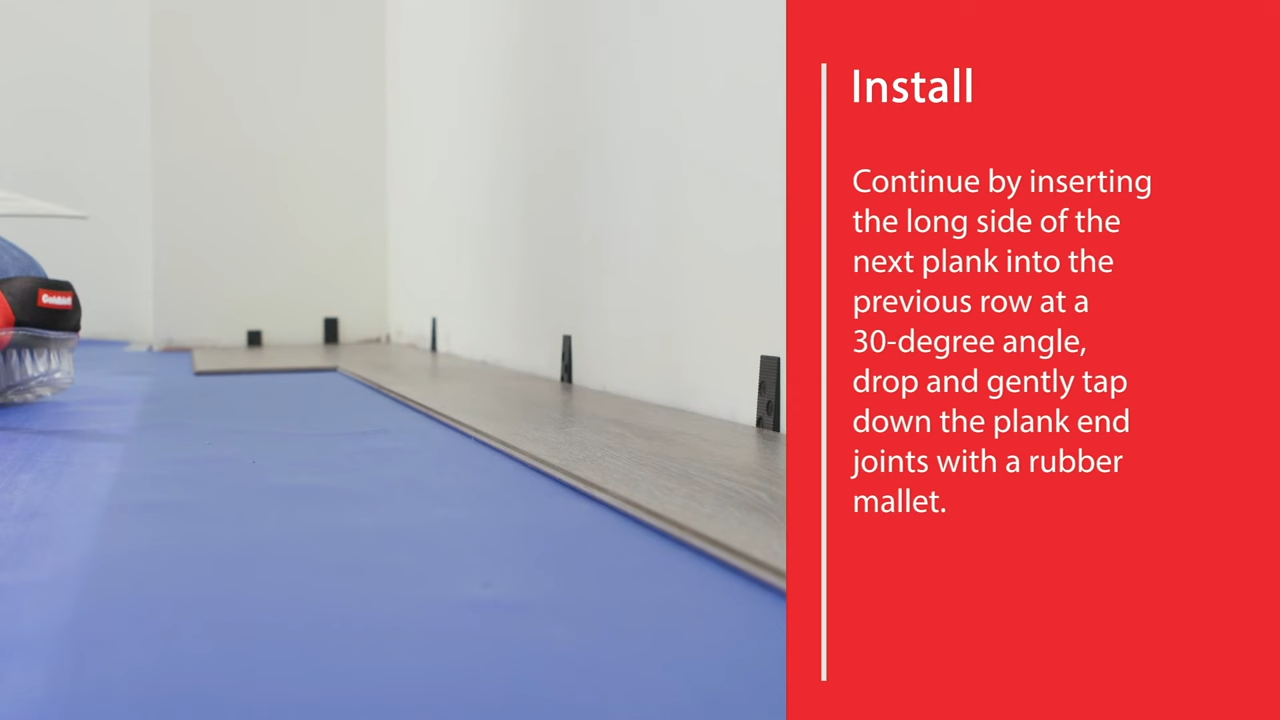 Install
Continue by inserting
the long side of the
next plank into the
previous row at a
30-degree angle,
drop and gently tap
down the plank end
joints with a rubber
mallet.